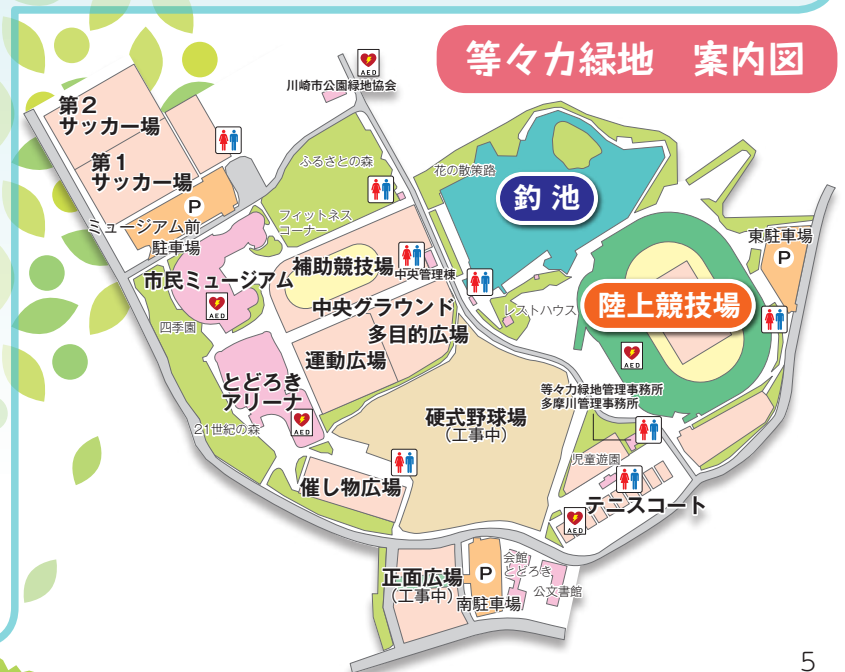 等々力緑地　案内図
AED
川崎市公園緑地協会
第2
サッカー場
第1
サッカー場
P
ミュージアム前
駐車場
ふるさとの森
フィットネス
コーナー
花の散策路
釣池
東駐車場
P
市民ミュージアム
AED
補助競技場
中央管理棟
中央グラウンド
多目的広場
運動広場
レストハウス
陸上競技場
AED
四季園
とどろき
アリーナ
AED
21世紀の森
等々力緑地管理事務所
多摩川管理事務所
硬式野球場
(工事中)
児童遊園
催し物広場
テニスコート
AED
正面広場
(工事中)
P
南駐車場
会館
とどろき
公文書館
5